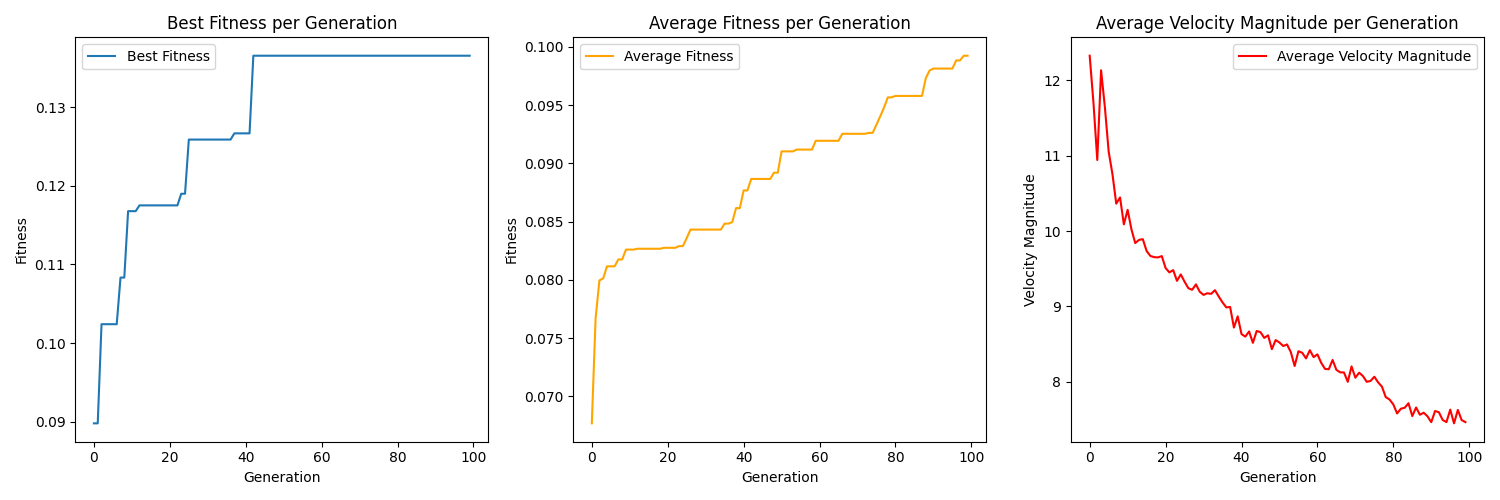 Best Fitness per Generation
Best Fitness
Fitness
0.13
0.12
0.11
0.10
0.09
0 20 40 60 80 100
Generation
Average Fitness per Generation
Average Fitness
Fitness
0.100
0.095
0.090
0.085
0.080
0.075
0.070
0 20 40 60 80 100
Generation
Average Velocity Magnitude per Generation
Average Velocity Magnitude
Velocity Magnitude
12
11
10
9
8
0 20 40 60 80 100
Generation